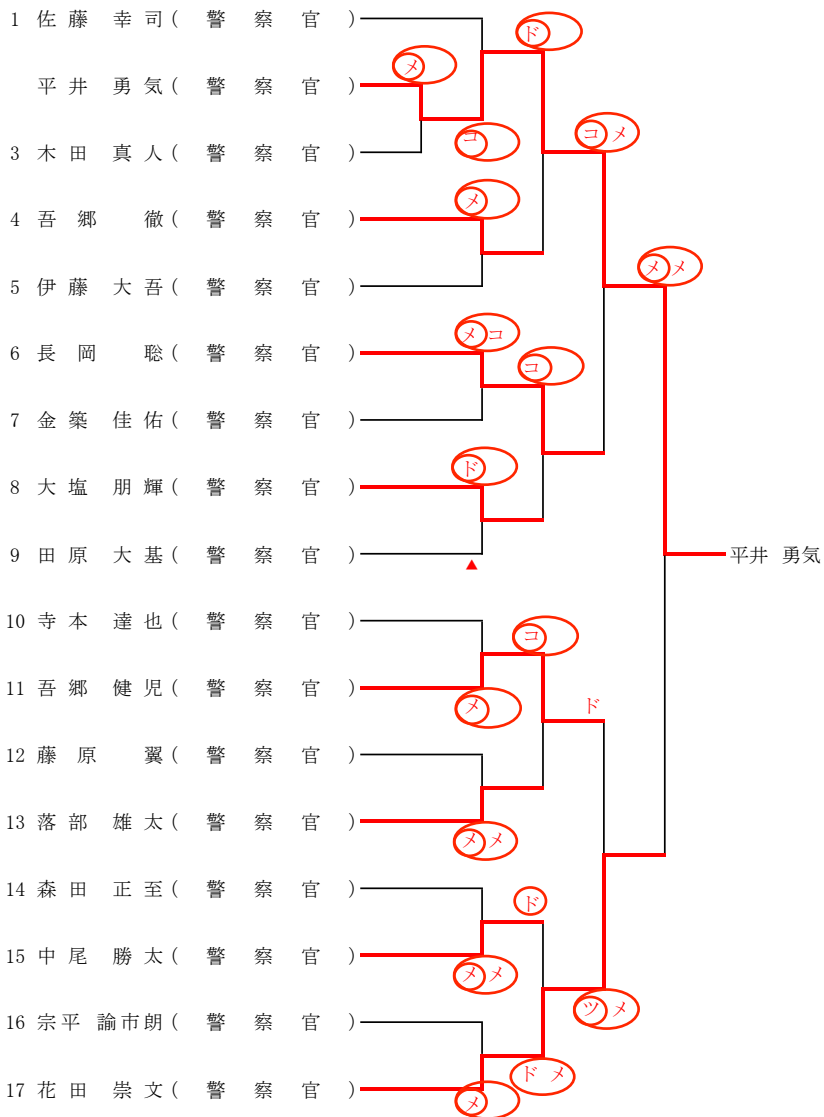 1 佐藤 幸司(警察官)
ド
メ
平井 勇気(警察官)
コ
コメ
3 木田 真人(警察官)
メ
4 吾郷 徹(警察官)
メメ
5 伊藤 大吾(警察官)
メコ
6 長岡 聡(警察官)
コ
7 金築 佳佑(警察官)
ド
8 大塩 朋輝(警察官)
9 田原 大基(警察官)
平井 勇気
10 寺本 達也(警察官)
コ
11 吾郷 健児(警察官)
メ
ド
12 藤原 翼(警察官)
13 落部 雄太(警察官)
メメ
14 森田 正至(警察官)
ド
15 中尾 勝太(警察官)
メメ
ツメ
16 宗平 諭市朗(警察官)
ドメ
17 花田 崇文(警察官)
メ